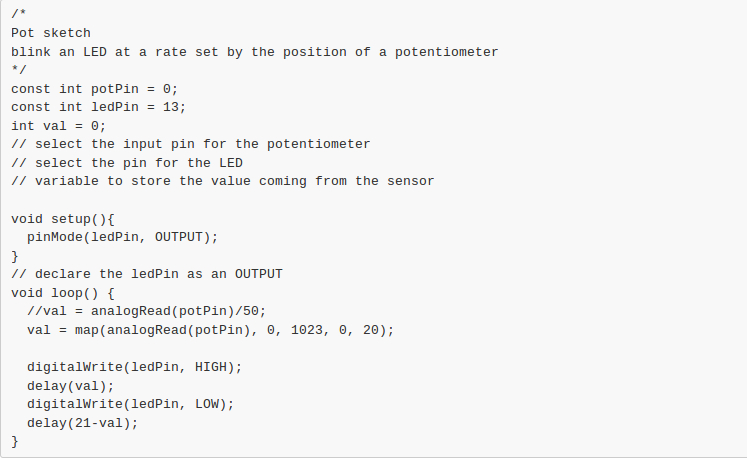 /*
Pot sketch
blink an LED at a rate set by the position of a potentiometer
*/
const int potPin = 0;
const int ledPin = 13;
int val = 0;
// select the input pin for the potentiometer
// select the pin for the LED
// variable to store the value coming from the sensor

void setup(){
  pinMode(ledPin, OUTPUT);
}
// declare the ledPin as an OUTPUT
void loop() {
  //val = analogRead(potPin)/50;
  val = map(analogRead(potPin), 0, 1023, 0, 20);

  digitalWrite(ledPin, HIGH);
  delay(val);
  digitalWrite(ledPin, LOW);
  delay(21-val);
}